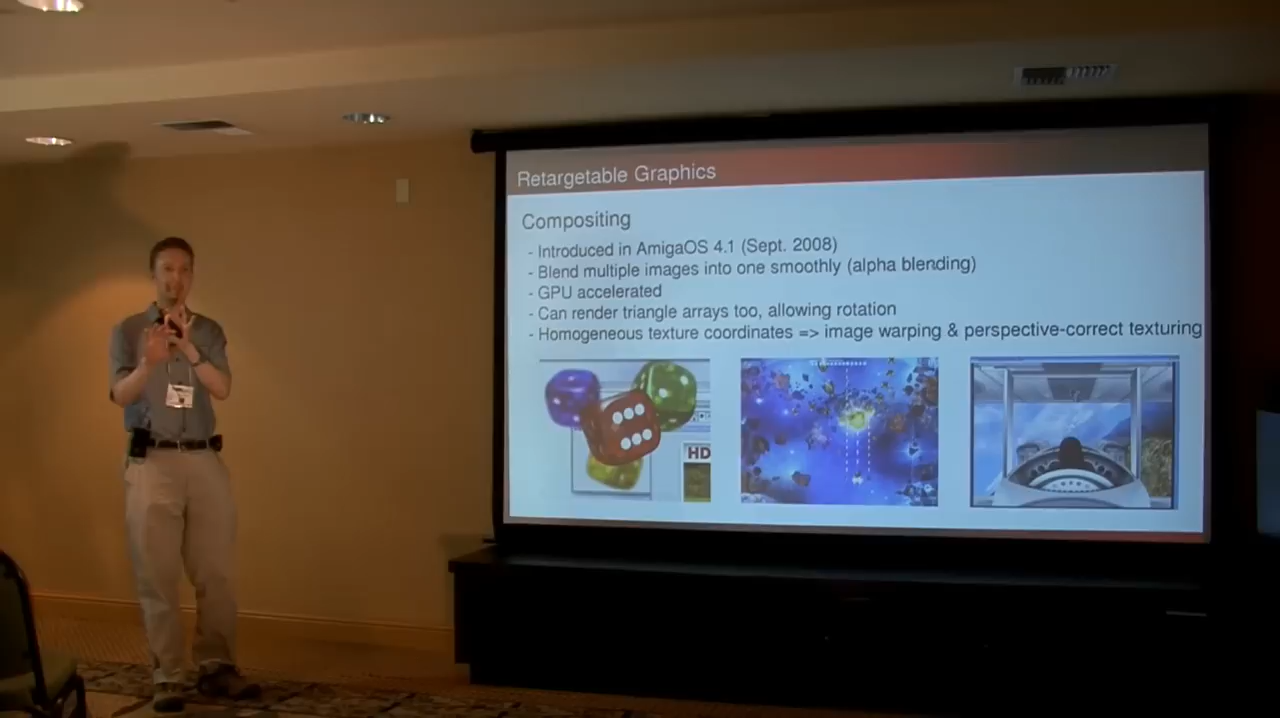 Retargetable Graphics
Compositing
- Introduced in AmigaOS 4.1 (Sept. 2008)
- Blend multiple images into one smoothly (alpha blending)
- GPU accelerated
- Can render triangle arrays too, allowing rotation
- Homogeneous texture coordinates => image warping & perspective-correct texturing
HD